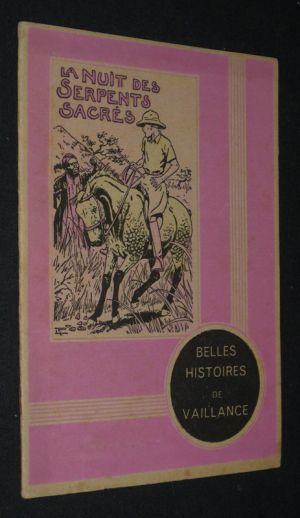 LA NUIT DES
SERPENTS
SACRÉS
BELLES
HISTOIRES
DE
VAILLANCE